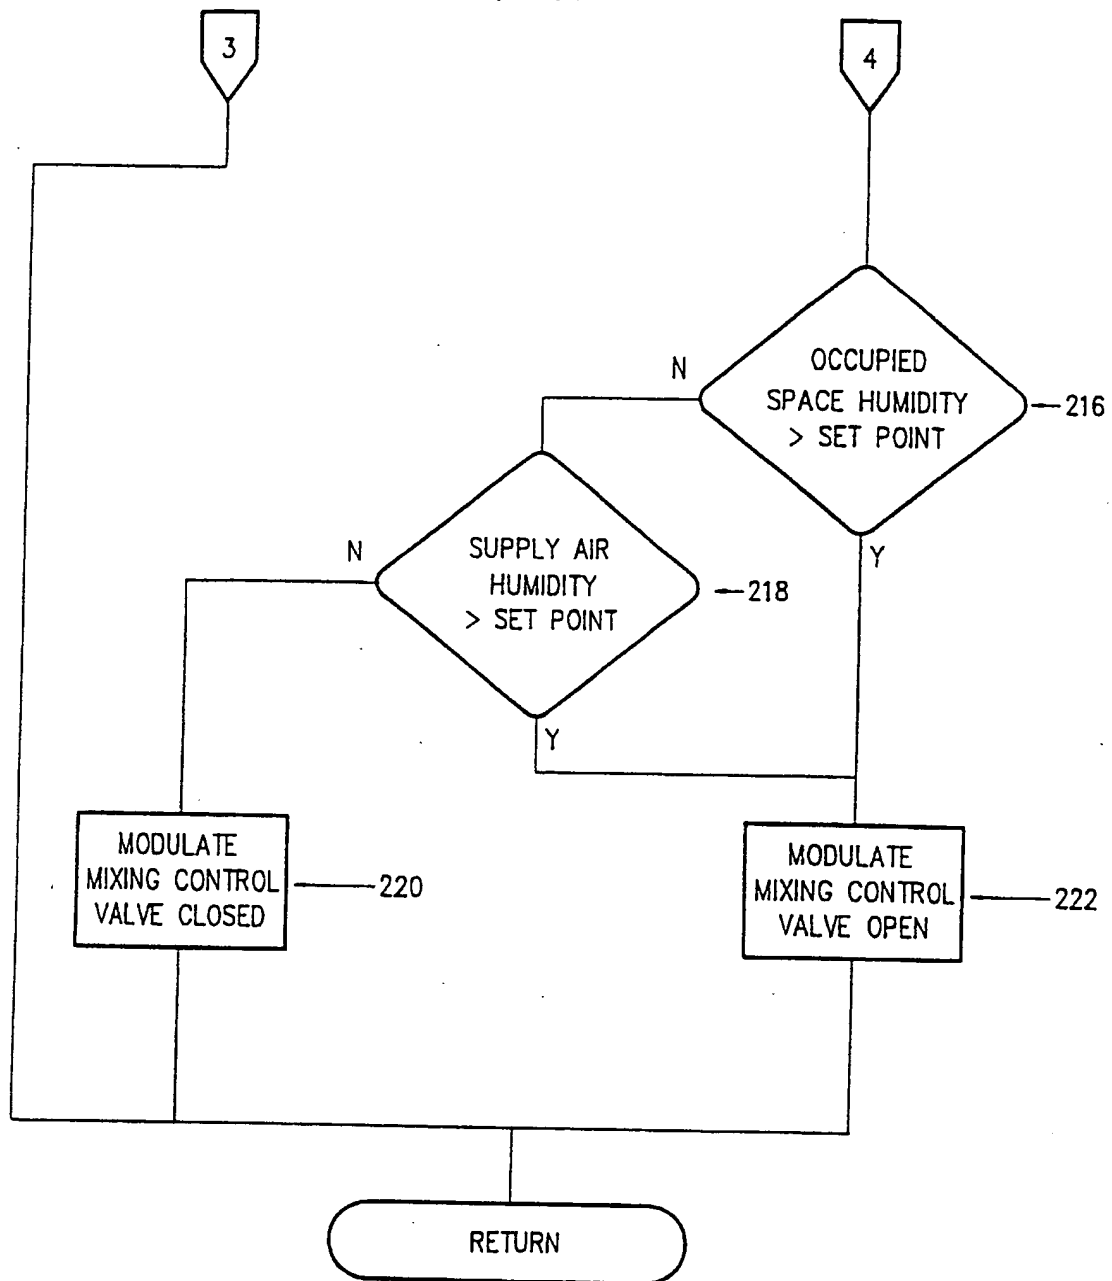 3
4
OCCUPIED
SPACE HUMIDITY
> SET POINT
216
N
Y
SUPPLY AIR
HUMIDITY
> SET POINT
218
N
Y
MODULATE
MIXING CONTROL
VALVE CLOSED
220
MODULATE
MIXING CONTROL
VALVE OPEN
222
RETURN